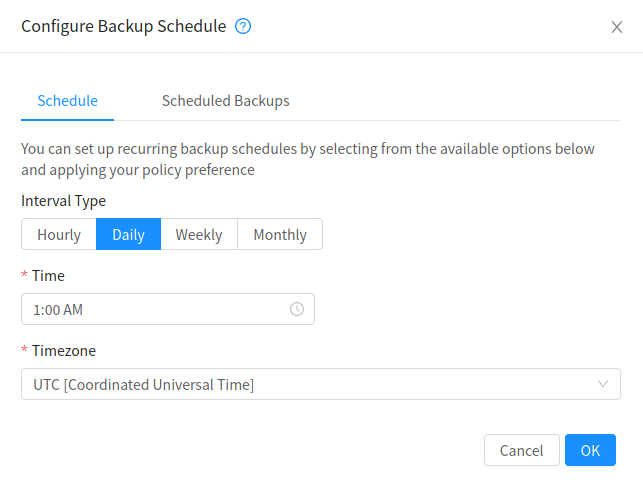 Configure Backup Schedule
Schedule Scheduled Backups
You can set up recurring backup schedules by selecting from the available options below
and applying your policy preference
Interval Type
Hourly Daily Weekly Monthly
* Time
1:00 AM
* Timezone
UTC [Coordinated Universal Time]
Cancel OK